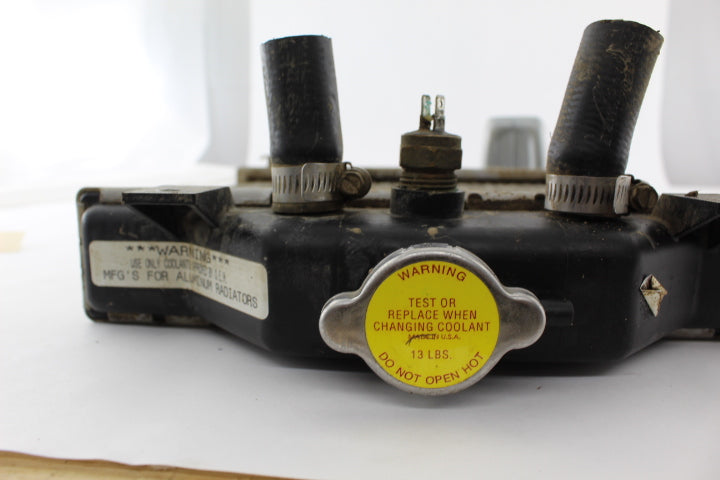 ***WARNING***
USE ONLY COOLANTS
MFG'S FOR ALUMINUM RADIATORS
WARNING
TEST OR
REPLACE WHEN
CHANGING COOLANT
MADE IN U.S.A.
13 LBS.
DO NOT OPEN HOT